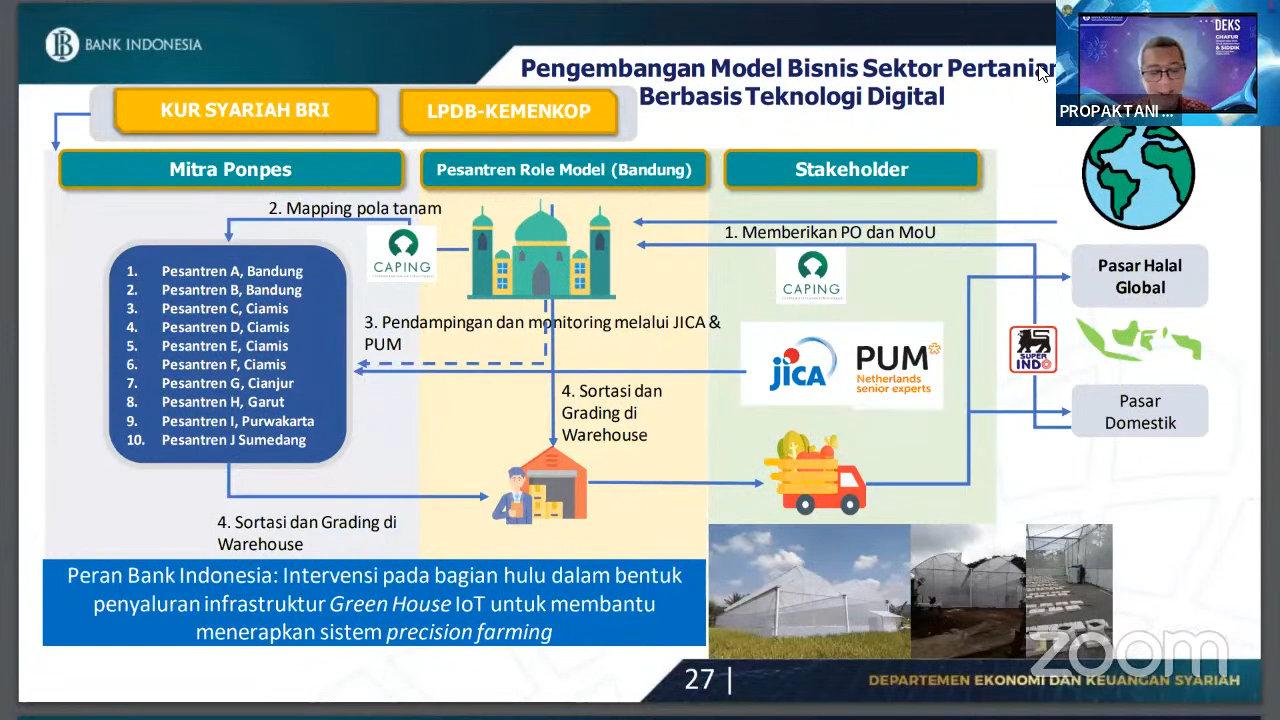 BANK INDONESIA
Pengembangan Model Bisnis Sektor Pertanian
Berbasis Teknologi Digital
DEKS
GHAFUR
& SIDDIK
PROPAKTANI ...
KUR SYARIAH BRI
LPDB-KEMENKOP
Mitra Ponpes
Pesantren Role Model (Bandung)
Stakeholder
2. Mapping pola tanam
CAPING
1. Memberikan PO dan MoU
CAPING
1. Pesantren A, Bandung
2. Pesantren B, Bandung
3. Pesantren C, Ciamis
4. Pesantren D, Ciamis
5. Pesantren E, Ciamis
6. Pesantren F, Ciamis
7. Pesantren G, Cianjur
8. Pesantren H, Garut
9. Pesantren I, Purwakarta
10. Pesantren J Sumedang
3. Pendampingan dan monitoring melalui JICA &
PUM
jICA
PUM
Netherlands
senior experts
SUPER
INDO
Pasar Halal
Global
Pasar
Domestik
4. Sortasi dan
Grading di
Warehouse
4. Sortasi dan Grading di
Warehouse
Peran Bank Indonesia: Intervensi pada bagian hulu dalam bentuk
penyaluran infrastruktur Green House IoT untuk membantu
menerapkan sistem precision farming
zoom
27 |
DEPARTEMEN EKONOMI DAN KEUANGAN SYARIAH